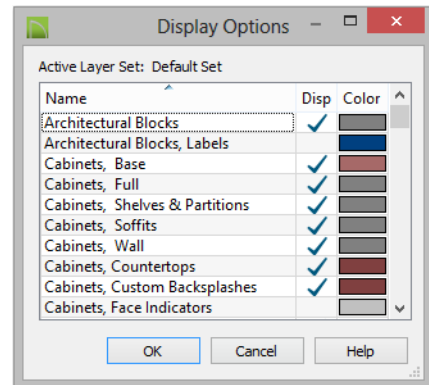 Display Options
Active Layer Set: Default Set
Name Disp Color
Architectural Blocks
Architectural Blocks, Labels
Cabinets, Base
Cabinets, Full
Cabinets, Shelves & Partitions
Cabinets, Soffits
Cabinets, Wall
Cabinets, Countertops
Cabinets, Custom Backsplashes
Cabinets, Face Indicators
OK Cancel Help